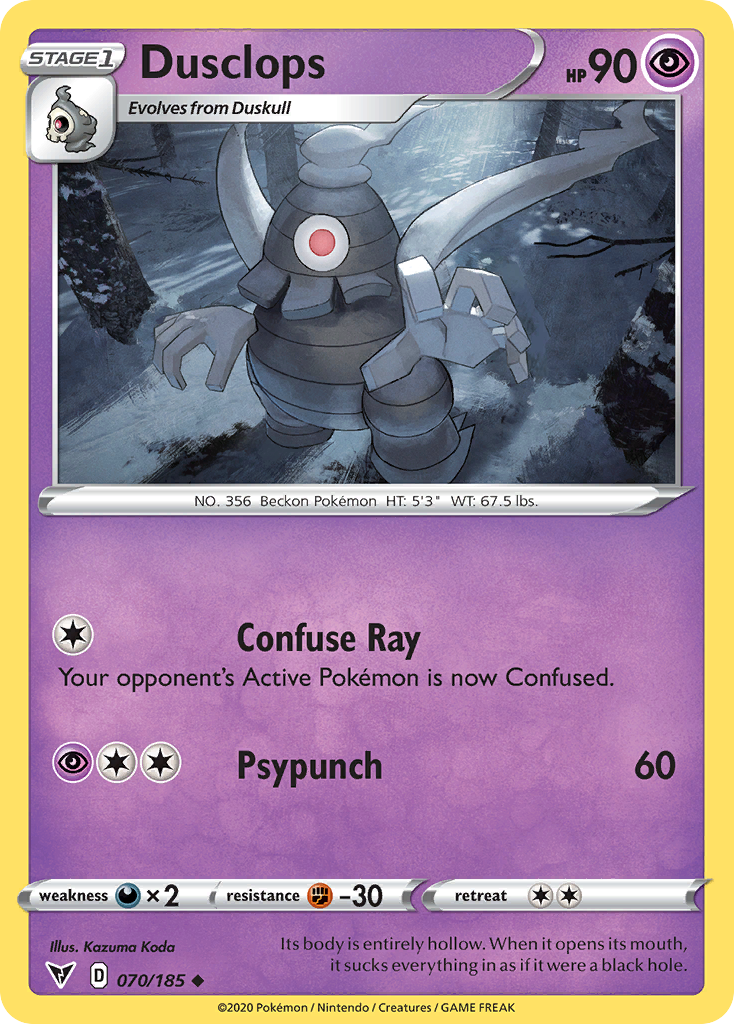 STAGE1 Dusclops HP 90
Evolves from Duskull
NO. 356 Beckon Pokémon HT: 5'3" WT: 67.5 lbs.
Confuse Ray
Your opponent's Active Pokémon is now Confused.
Psypunch 60
weakness ×2 resistance -30 retreat
Illus. Kazuma Koda
Its body is entirely hollow. When it opens its mouth,
it sucks everything in as if it were a black hole.
D 070/185
©2020 Pokémon / Nintendo / Creatures / GAME FREAK